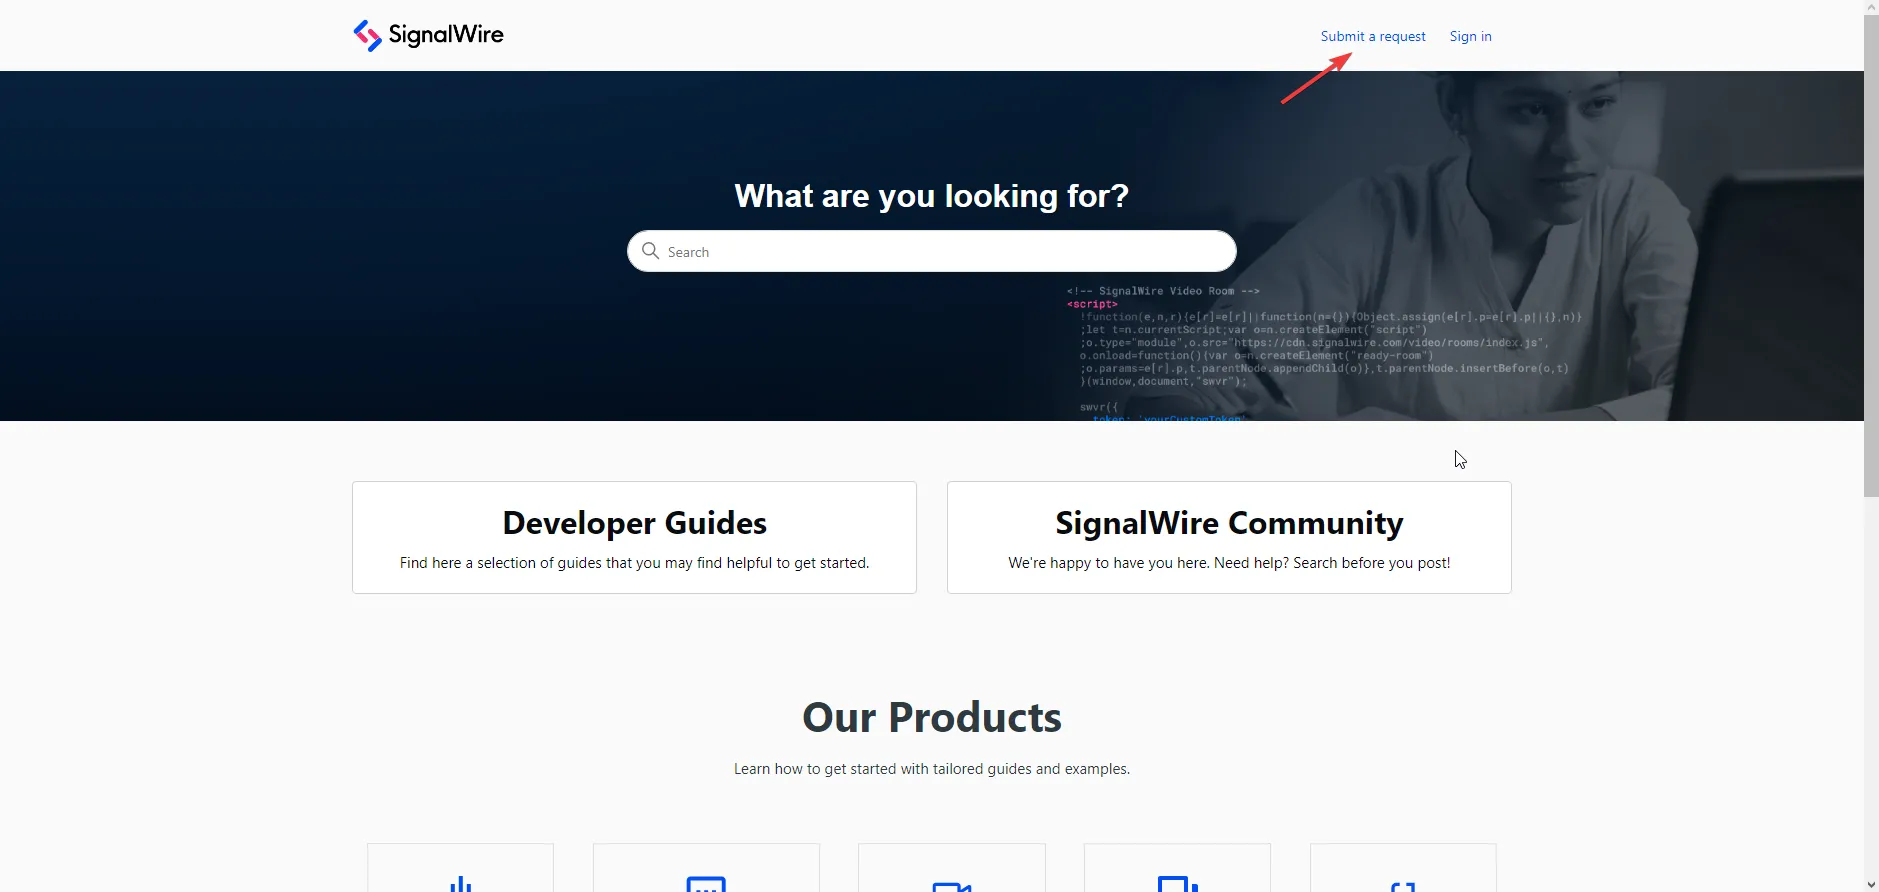 SignalWire
Submit a request
Sign in
What are you looking for?
Search
<!-- SignalWire Video Room -->
<script>
!function(e,n,r){e[r]=e[r]||function(n={}){Object.assign(e[r].p=e[r].p||{},n)}
;let t=n.currentScript;var o=n.createElement("script")
;o.type="module",o.src="https://cdn.signalwire.com/video/rooms/index.js",
o.onload=function(){var o=n.createElement("ready-room")
;o.params=e[r].p,t.parentNode.appendChild(o)},t.parentNode.insertBefore(o,t)
}(window,document,"swvr");
swvr({
token: 'yourCustomToken'
Developer Guides
Find here a selection of guides that you may find helpful to get started.
SignalWire Community
We're happy to have you here. Need help? Search before you post!
Our Products
Learn how to get started with tailored guides and examples.